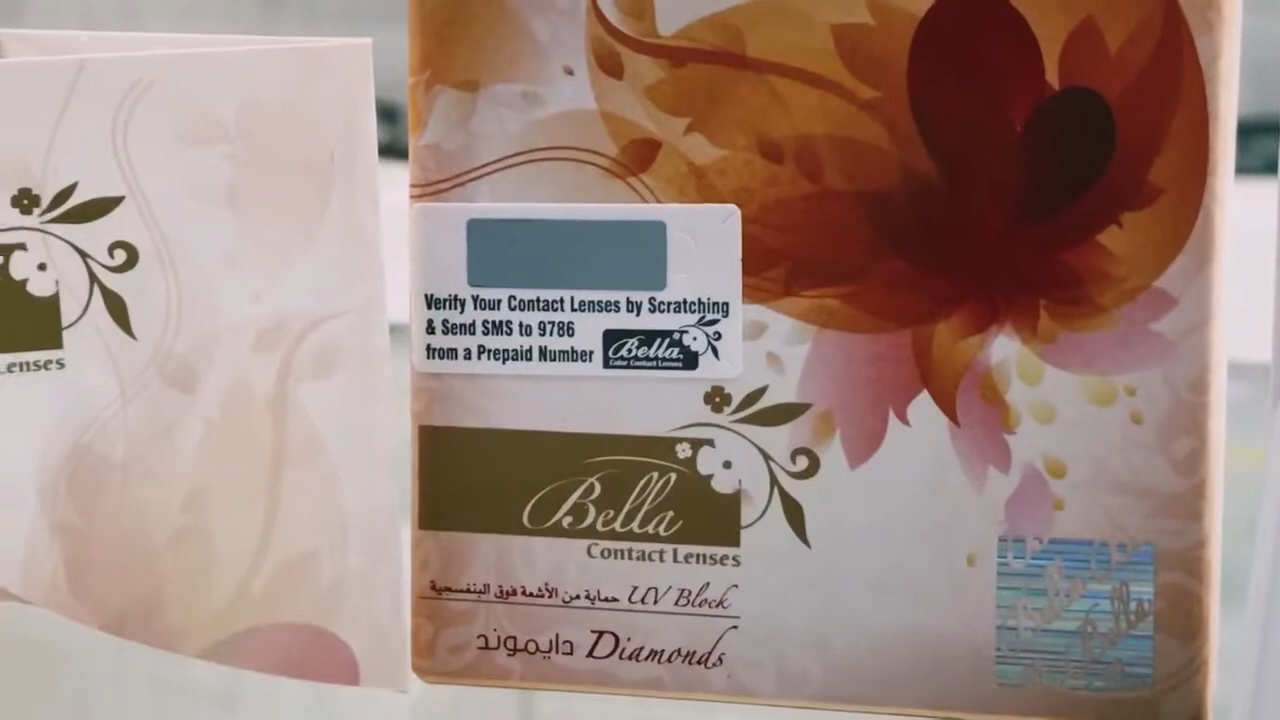 Lenses
Verify Your Contact Lenses by Scratching
& Send SMS to 9786
from a Prepaid Number
Bella
Color Contact Lenses
Bella
Contact Lenses
حماية من الأشعة فوق البنفسجية UV Block
دايموند Diamonds
Bella